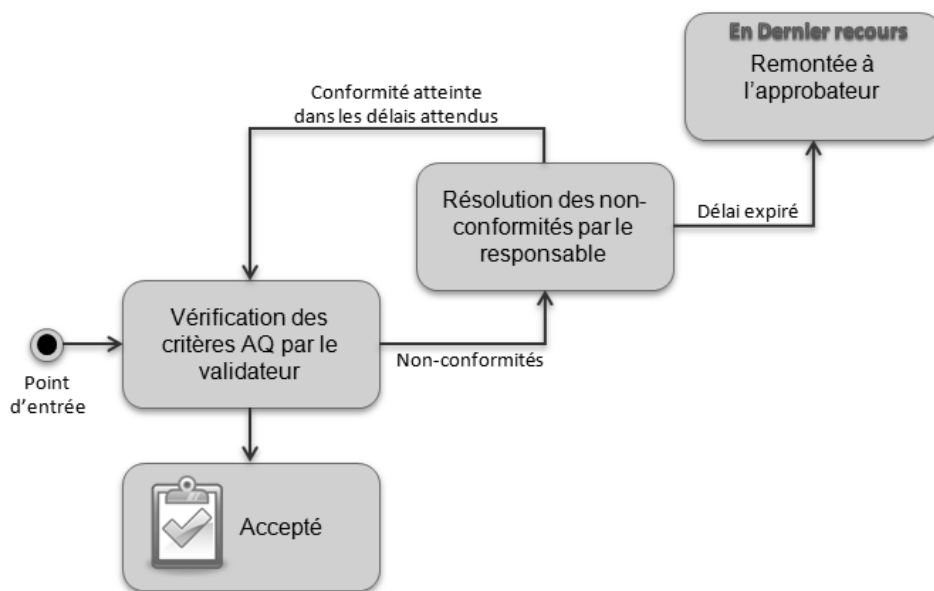 En Dernier recours
Remontée à
l'approbateur
Conformité atteinte
dans les délais attendus
Résolution des non-
conformités par le
responsable
Délai expiré
Vérification des
critères AQ par le
validateur
Non-conformités
Point
d'entrée
Accepté